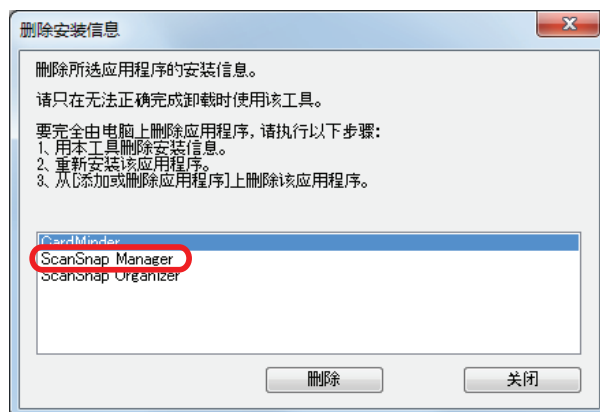 删除安装信息
删除所选应用程序的安装信息。
请只在无法正确完成卸载时使用该工具。
要完全由电脑上删除应用程序, 请执行以下步骤:
1、用本工具删除安装信息。
2、重新安装该应用程序。
3、从[添加或删除应用程序]上删除该应用程序。
CardMinder
ScanSnap Manager
ScanSnap Organizer
删除
关闭